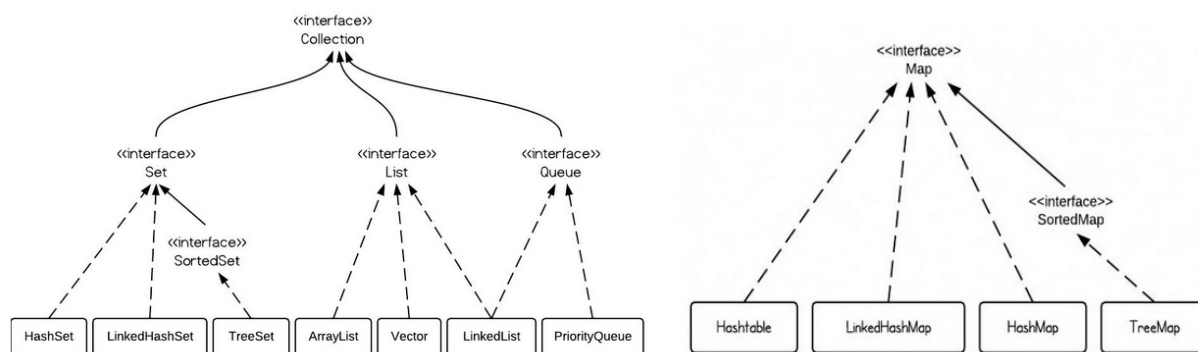 <<interface>>
Collection
<<interface>>
Set
<<interface>>
List
<<interface>>
Queue
<<interface>>
SortedSet
HashSet
LinkedHashSet
TreeSet
ArrayList
Vector
LinkedList
PriorityQueue
<<interface>>
Map
<<interface>>
SortedMap
Hashtable
LinkedHashMap
HashMap
TreeMap